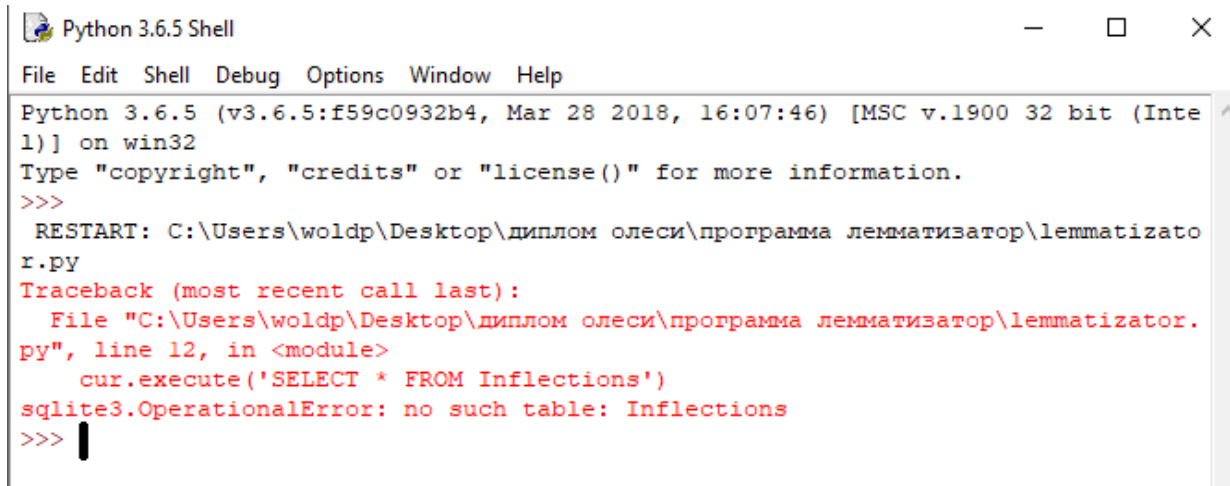 Python 3.6.5 Shell
File Edit Shell Debug Options Window Help
Python 3.6.5 (v3.6.5:f59c0932b4, Mar 28 2018, 16:07:46) [MSC v.1900 32 bit (Inte
l)] on win32
Type "copyright", "credits" or "license()" for more information.
>>>
 RESTART: C:\Users\woldp\Desktop\диплом олеси\программа лемматизатор\lemmatizato
r.py
Traceback (most recent call last):
  File "C:\Users\woldp\Desktop\диплом олеси\программа лемматизатор\lemmatizator.
py", line 12, in <module>
    cur.execute('SELECT * FROM Inflections')
sqlite3.OperationalError: no such table: Inflections
>>>